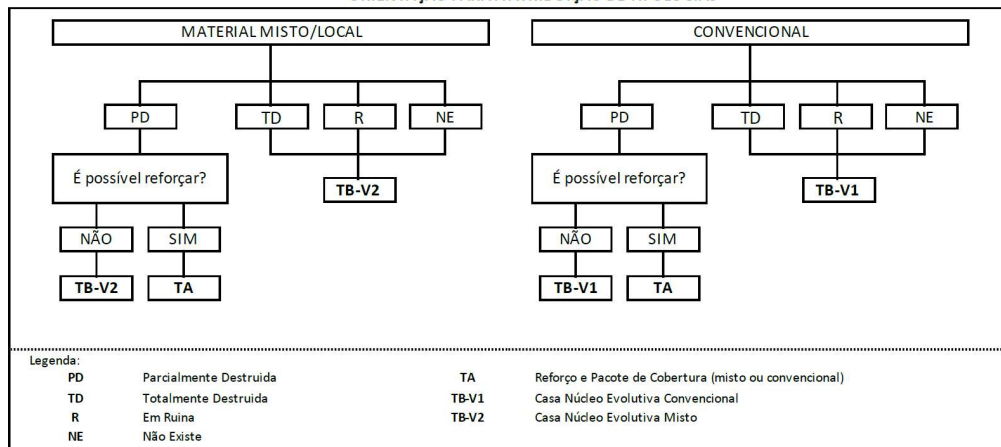 MATERIAL MISTO/LOCAL
CONVENCIONAL
PD
TD
R
NE
PD
TD
R
NE
É possível reforçar?
TB-V2
É possível reforçar?
TB-V1
NÃO
SIM
NÃO
SIM
TB-V2
TA
TB-V1
TA
Legenda:
PD Parcialmente Destruida
TA Reforço e Pacote de Cobertura (misto ou convencional)
TD Totalmente Destruida
TB-V1 Casa Núcleo Evolutiva Convencional
R Em Ruina
TB-V2 Casa Núcleo Evolutiva Misto
NE Não Existe